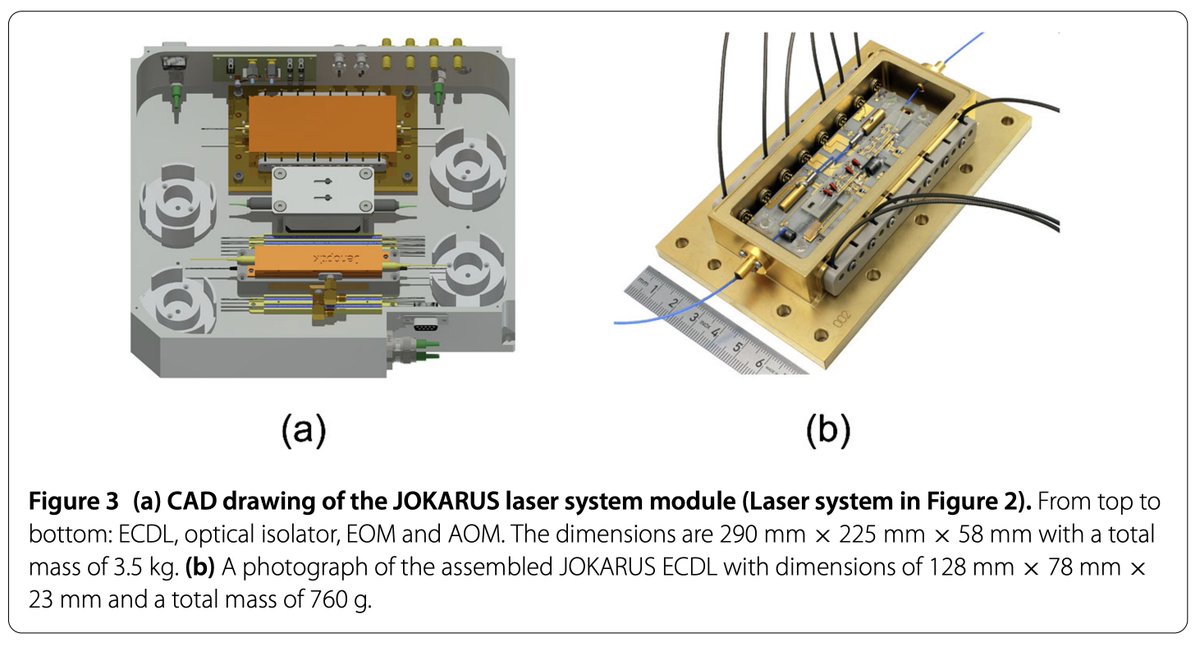 Jenoptik
mm 1 2 3 INOX 4 5 6
002
(a)
(b)
Figure 3 (a) CAD drawing of the JOKARUS laser system module (Laser system in Figure 2). From top to
bottom: ECDL, optical isolator, EOM and AOM. The dimensions are 290 mm × 225 mm × 58 mm with a total
mass of 3.5 kg. (b) A photograph of the assembled JOKARUS ECDL with dimensions of 128 mm × 78 mm ×
23 mm and a total mass of 760 g.